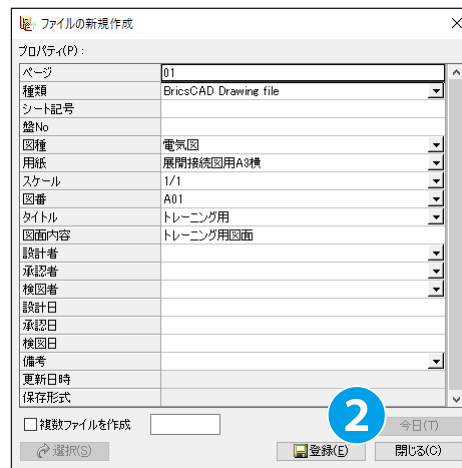 ファイルの新規作成
プロパティ(P):
ページ 01
種類 BricsCAD Drawing file
シート記号
盤No
図種 電気図
用紙 展開接続図用A3横
スケール 1/1
図番 A01
タイトル トレーニング用
図面内容 トレーニング用図面
設計者
承認者
検図者
設計日
承認日
検図日
備考
更新日時
保存形式
複数ファイルを作成 2 今日(T)
選択(S) 登録(E) 閉じる(C)